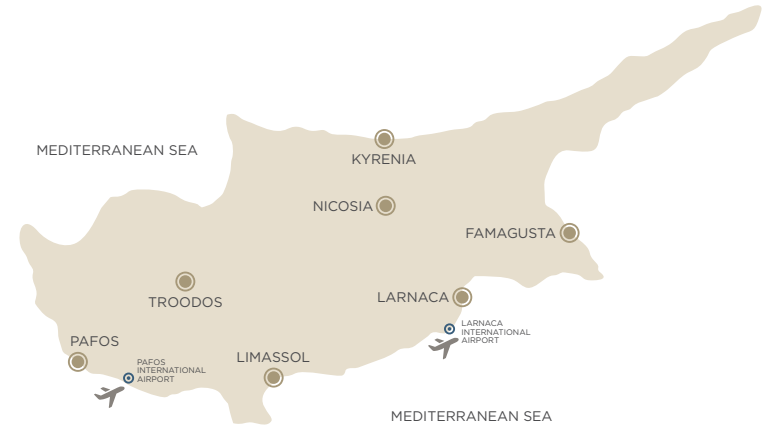 MEDITERRANEAN SEA
KYRENIA
NICOSIA
FAMAGUSTA
TROODOS
LARNACA
LARNACA
INTERNATIONAL
AIRPORT
PAFOS
PAFOS
INTERNATIONAL
AIRPORT
LIMASSOL
MEDITERRANEAN SEA